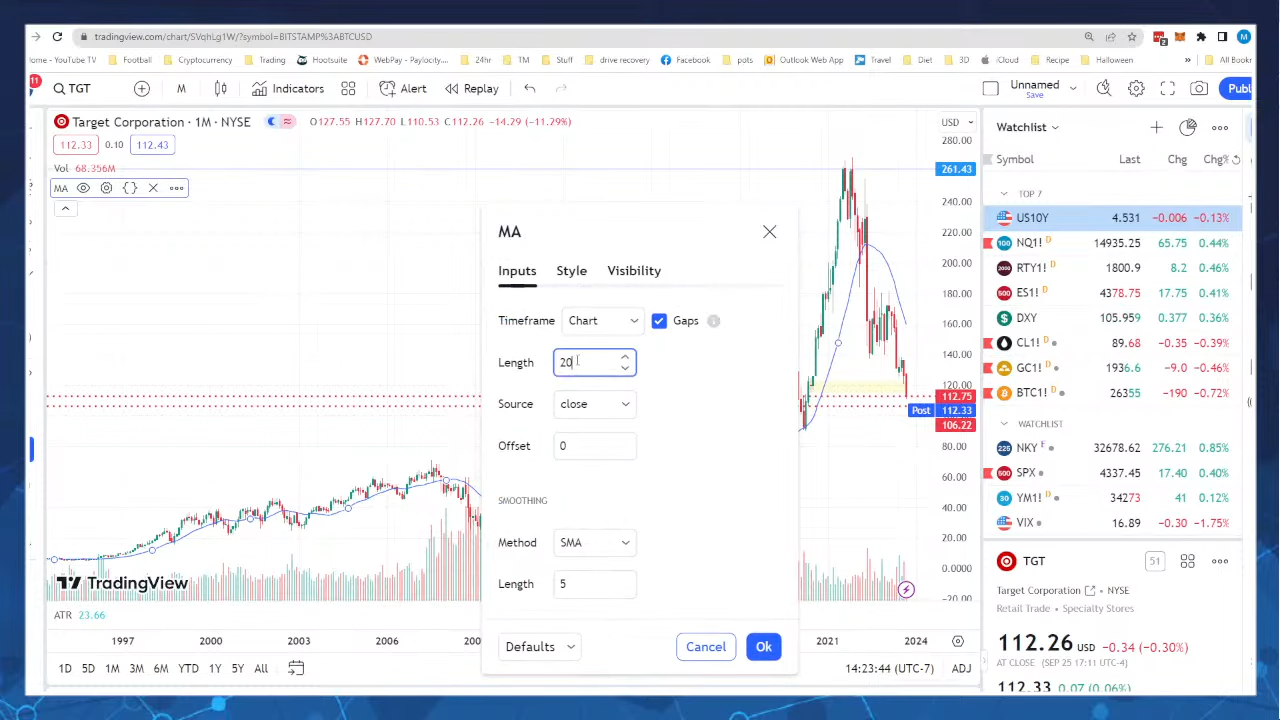 tradingview.com/chart/SVqhLg1W/?symbol=BITSTAMP%3ABTCUSD
Home - YouTube TV Football Cryptocurrency Trading Hootsuite WebPay - Paylocity.... 24hr TM Stuff drive recovery Facebook pots Outlook Web App Travel Diet 3D iCloud Recipe Halloween » All Bookr
11 TGT M Indicators Alert Replay Unnamed Save Publ
Target Corporation · 1M · NYSE O127.55 H127.70 L110.53 C112.26 −14.29 (−11.29%) USD
112.33 0.10 112.43
Vol 68.356M
MA
280.00
261.43
240.00
220.00
200.00
180.00
160.00
140.00
120.00
112.75
Post 112.33
106.22
80.00
60.00
40.00
20.00
0.0000
−20.00
MA
Inputs Style Visibility
Timeframe Chart Gaps
Length 20
Source close
Offset 0
SMOOTHING
Method SMA
Length 5
Defaults Cancel Ok
TradingView
ATR 23.66
1997 2000 2003 2006 2021 2024
1D 5D 1M 3M 6M YTD 1Y 5Y All 14:23:44 (UTC-7) ADJ
Watchlist
Symbol Last Chg Chg%
TOP 7
US10Y 4.531 −0.006 −0.13%
NQ1! D 14935.25 65.75 0.44%
RTY1! D 1800.9 8.2 0.46%
ES1! D 4378.75 17.75 0.41%
DXY 105.959 0.377 0.36%
CL1! D 89.68 −0.35 −0.39%
GC1! D 1936.6 −9.0 −0.46%
BTC1! D 26355 −190 −0.72%
WATCHLIST
NKY F 32678.62 276.21 0.85%
SPX 4337.45 17.40 0.40%
YM1! D 34273 41 0.12%
VIX 16.89 −0.30 −1.75%
TGT 51
Target Corporation · NYSE
Retail Trade · Specialty Stores
112.26 USD −0.34 (−0.30%)
AT CLOSE (SEP 25 17:11 UTC-4)
112.33 0.07 (0.06%)